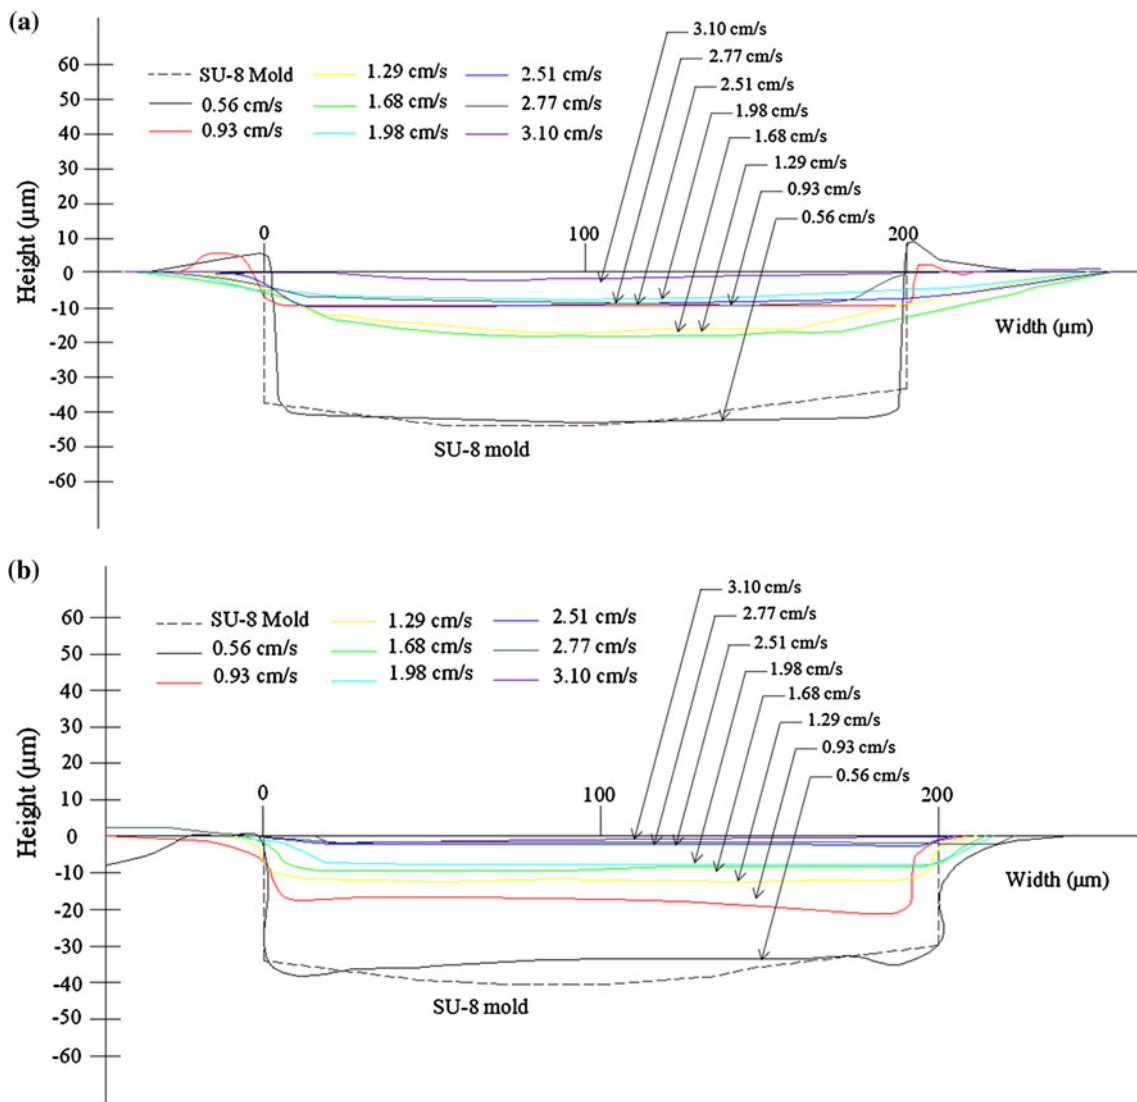 (a)
3.10 cm/s
2.77 cm/s
2.51 cm/s
1.98 cm/s
1.68 cm/s
1.29 cm/s
0.93 cm/s
0.56 cm/s
SU-8 Mold 1.29 cm/s 2.51 cm/s
0.56 cm/s 1.68 cm/s 2.77 cm/s
0.93 cm/s 1.98 cm/s 3.10 cm/s
Height (μm)
60
50
40
30
20
10
0
-10
-20
-30
-40
-50
-60
0 100 200
Width (μm)
SU-8 mold
(b)
3.10 cm/s
2.77 cm/s
2.51 cm/s
1.98 cm/s
1.68 cm/s
1.29 cm/s
0.93 cm/s
0.56 cm/s
SU-8 Mold 1.29 cm/s 2.51 cm/s
0.56 cm/s 1.68 cm/s 2.77 cm/s
0.93 cm/s 1.98 cm/s 3.10 cm/s
Height (μm)
60
50
40
30
20
10
0
-10
-20
-30
-40
-50
-60
0 100 200
Width (μm)
SU-8 mold